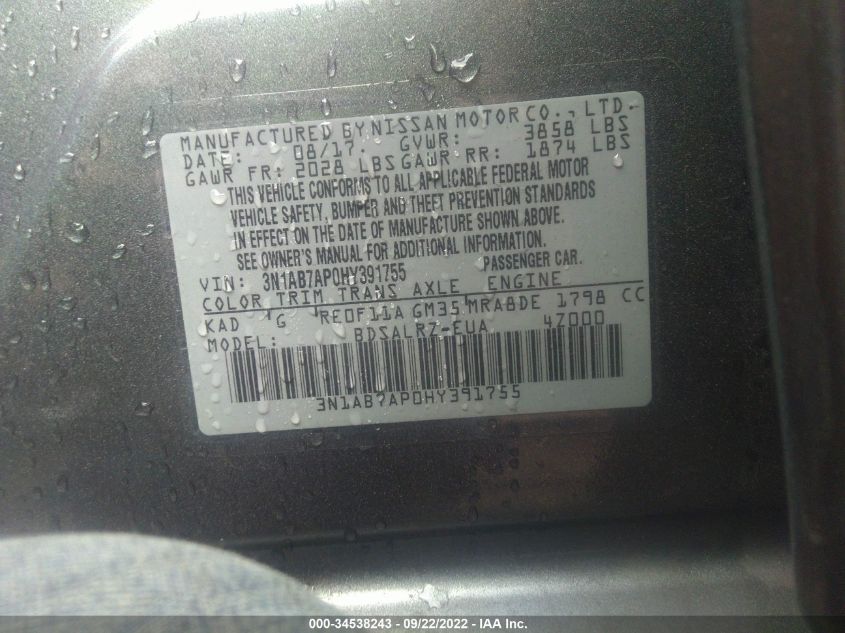 MANUFACTURED BY NISSAN MOTOR CO., LTD.
DATE: 08/17 GVWR: 3858 LBS
GAWR FR: 2028 LBS GAWR RR: 1874 LBS
THIS VEHICLE CONFORMS TO ALL APPLICABLE FEDERAL MOTOR
VEHICLE SAFETY, BUMPER AND THEFT PREVENTION STANDARDS
IN EFFECT ON THE DATE OF MANUFACTURE SHOWN ABOVE.
SEE OWNER'S MANUAL FOR ADDITIONAL INFORMATION.
VIN: 3N1AB7AP0HY391755 PASSENGER CAR.
COLOR TRIM TRANS AXLE ENGINE
KAD G RE0F11A GM35 MRA8DE 1798 CC
MODEL: BDSALRZ-EUA 4Z000
3N1AB7AP0HY391755
000-34538243 - 09/22/2022 - IAA Inc.